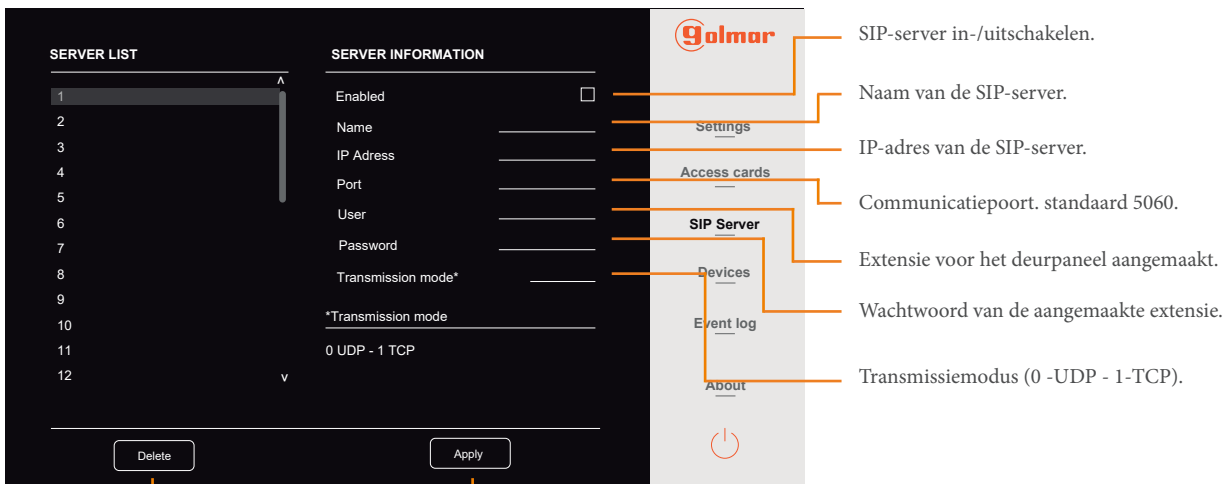 SERVER LIST
1
2
3
4
5
6
7
8
9
10
11
12
Delete
SERVER INFORMATION
Enabled
Name
IP Adress
Port
User
Password
Transmission mode*
*Transmission mode
0 UDP - 1 TCP
Apply
golmar
Settings
Access cards
SIP Server
Devices
Event log
About
SIP-server in-/uitschakelen.
Naam van de SIP-server.
IP-adres van de SIP-server.
Communicatiepoort. standaard 5060.
Extensie voor het deurpaneel aangemaakt.
Wachtwoord van de aangemaakte extensie.
Transmissiemodus (0 -UDP - 1-TCP).